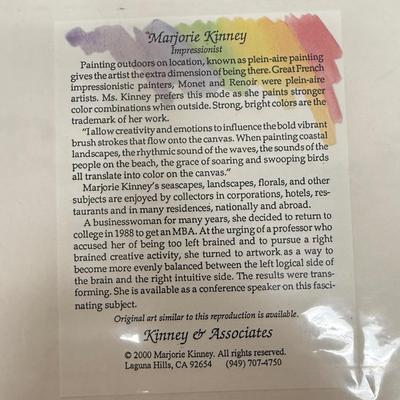 Marjorie Kinney
Impressionist
Painting outdoors on location, known as plein-aire painting
gives the artist the extra dimension of being there. Great French
impressionistic painters, Monet and Renoir were plein-aire
artists. Ms. Kinney prefers this mode as she paints stronger
color combinations when outside. Strong, bright colors are the
trademark of her work.
"I allow creativity and emotions to influence the bold vibrant
brush strokes that flow onto the canvas. When painting coastal
landscapes, the rhythmic sound of the waves, the sounds of the
people on the beach, the grace of soaring and swooping birds
all translate into color on the canvas."
Marjorie Kinney's seascapes, landscapes, florals, and other
subjects are enjoyed by collectors in corporations, hotels, res-
taurants and in many residences, nationally and abroad.
A businesswoman for many years, she decided to return to
college in 1988 to get an MBA. At the urging of a professor who
accused her of being too left brained and to pursue a right
brained creative activity, she turned to artwork as a way to
become more evenly balanced between the left logical side of
the brain and the right intuitive side. The results were trans-
forming. She is available as a conference speaker on this fasci-
nating subject.
Original art similar to this reproduction is available.
Kinney & Associates
© 2000 Marjorie Kinney. All rights reserved.
Laguna Hills, CA 92654 (949) 707-4750